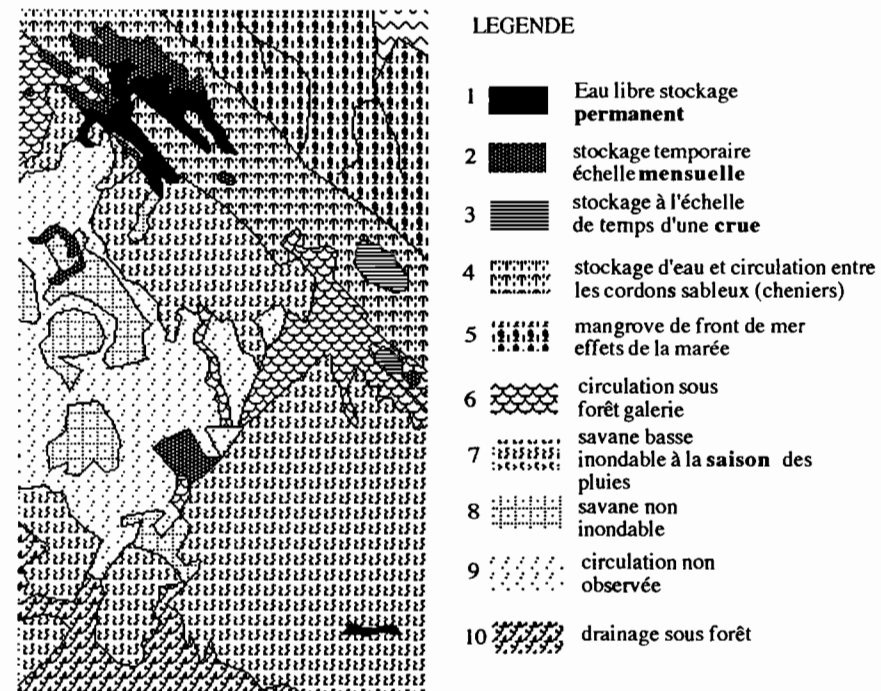 LEGENDE
1 Eau libre stockage
permanent
2 stockage temporaire
échelle mensuelle
3 stockage à l'échelle
de temps d'une crue
4 stockage d'eau et circulation entre
les cordons sableux (cheniers)
5 mangrove de front de mer
effets de la marée
6 circulation sous
forêt galerie
7 savane basse
inondable à la saison des
pluies
8 savane non
inondable
9 circulation non
observée
10 drainage sous forêt